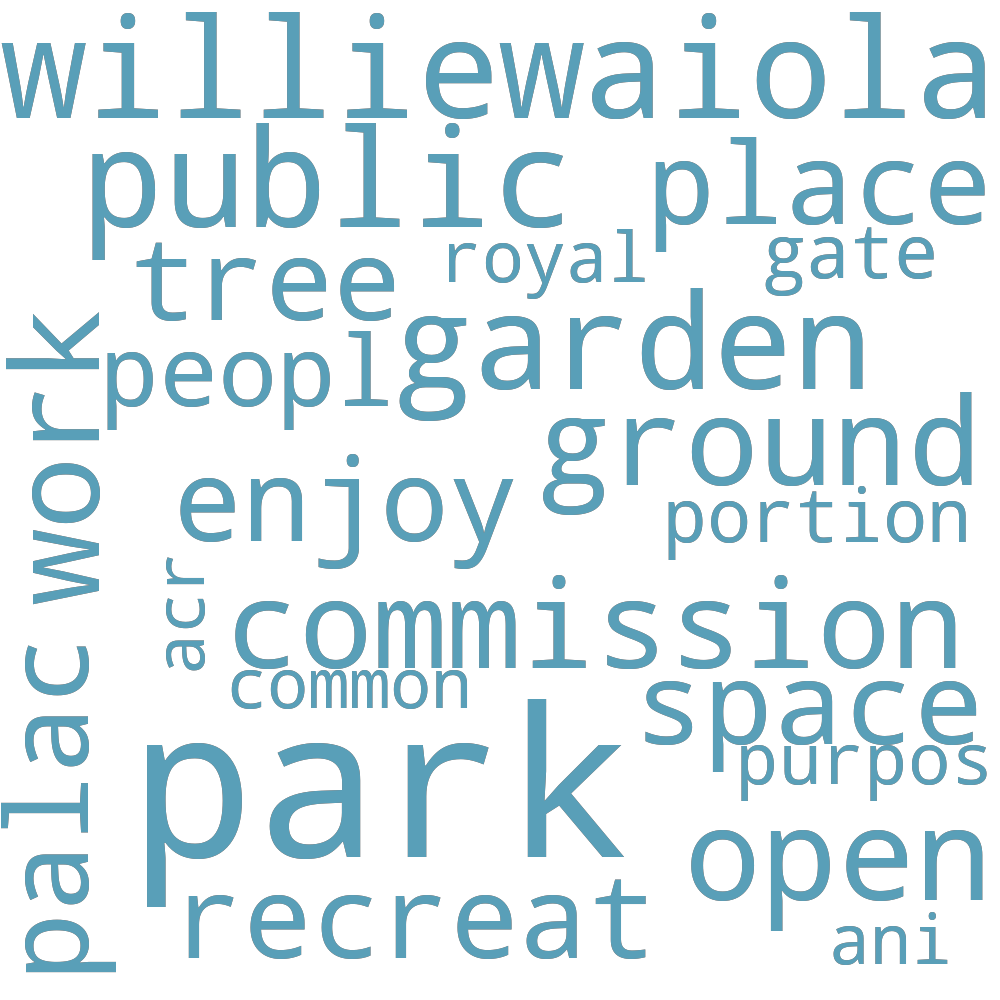 williewaiola
public place
tree royal gate
peopl garden
work
ground
enjoy portion
acr commission
common space
palac
park purpos
open
recreat ani